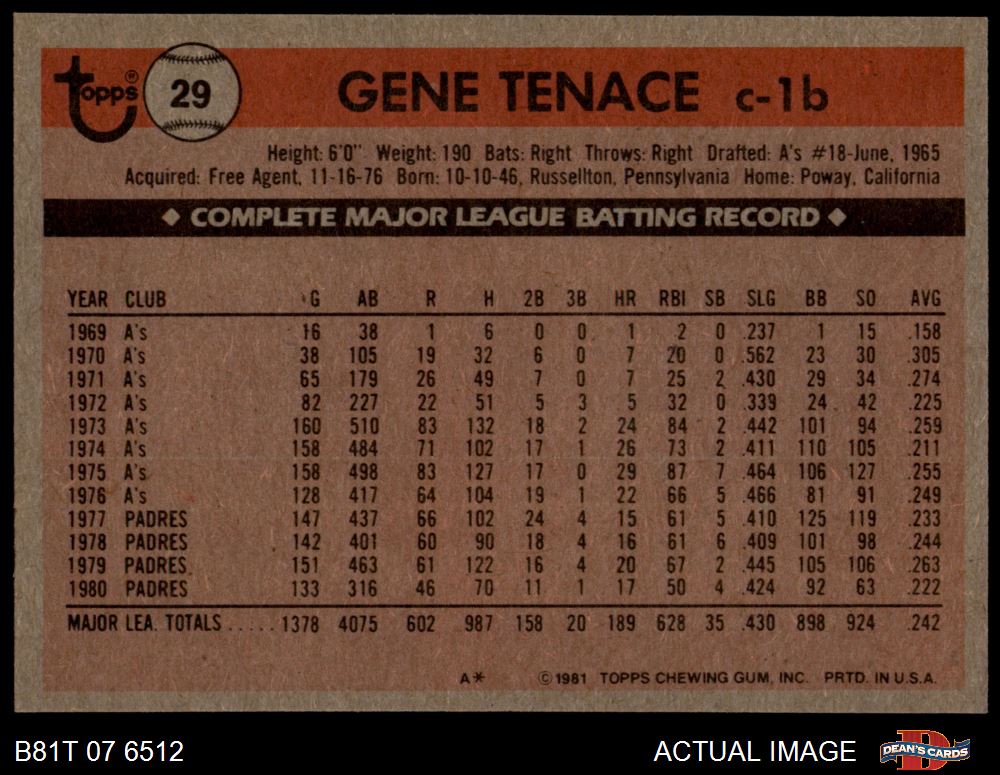 topps® 29 GENE TENACE c-1b
Height: 6'0" Weight: 190 Bats: Right Throws: Right Drafted: A's #18-June, 1965
Acquired: Free Agent, 11-16-76 Born: 10-10-46, Russellton, Pennsylvania Home: Poway, California
◆ COMPLETE MAJOR LEAGUE BATTING RECORD ◆
YEAR CLUB G AB R H 2B 3B HR RBI SB SLG BB SO AVG
1969 A's 16 38 1 6 0 0 1 2 0 .237 1 15 .158
1970 A's 38 105 19 32 6 0 7 20 0 .562 23 30 .305
1971 A's 65 179 26 49 7 0 7 25 2 .430 29 34 .274
1972 A's 82 227 22 51 5 3 5 32 0 .339 24 42 .225
1973 A's 160 510 83 132 18 2 24 84 2 .442 101 94 .259
1974 A's 158 484 71 102 17 1 26 73 2 .411 110 105 .211
1975 A's 158 498 83 127 17 0 29 87 7 .464 106 127 .255
1976 A's 128 417 64 104 19 1 22 66 5 .466 81 91 .249
1977 PADRES 147 437 66 102 24 4 15 61 5 .410 125 119 .233
1978 PADRES 142 401 60 90 18 4 16 61 6 .409 101 98 .244
1979 PADRES 151 463 61 122 16 4 20 67 2 .445 105 106 .263
1980 PADRES 133 316 46 70 11 1 17 50 4 .424 92 63 .222
MAJOR LEA. TOTALS ..... 1378 4075 602 987 158 20 189 628 35 .430 898 924 .242
A* ©1981 TOPPS CHEWING GUM, INC. PRTD. IN U.S.A.
B81T 07 6512 ACTUAL IMAGE D DEAN'S CARDS